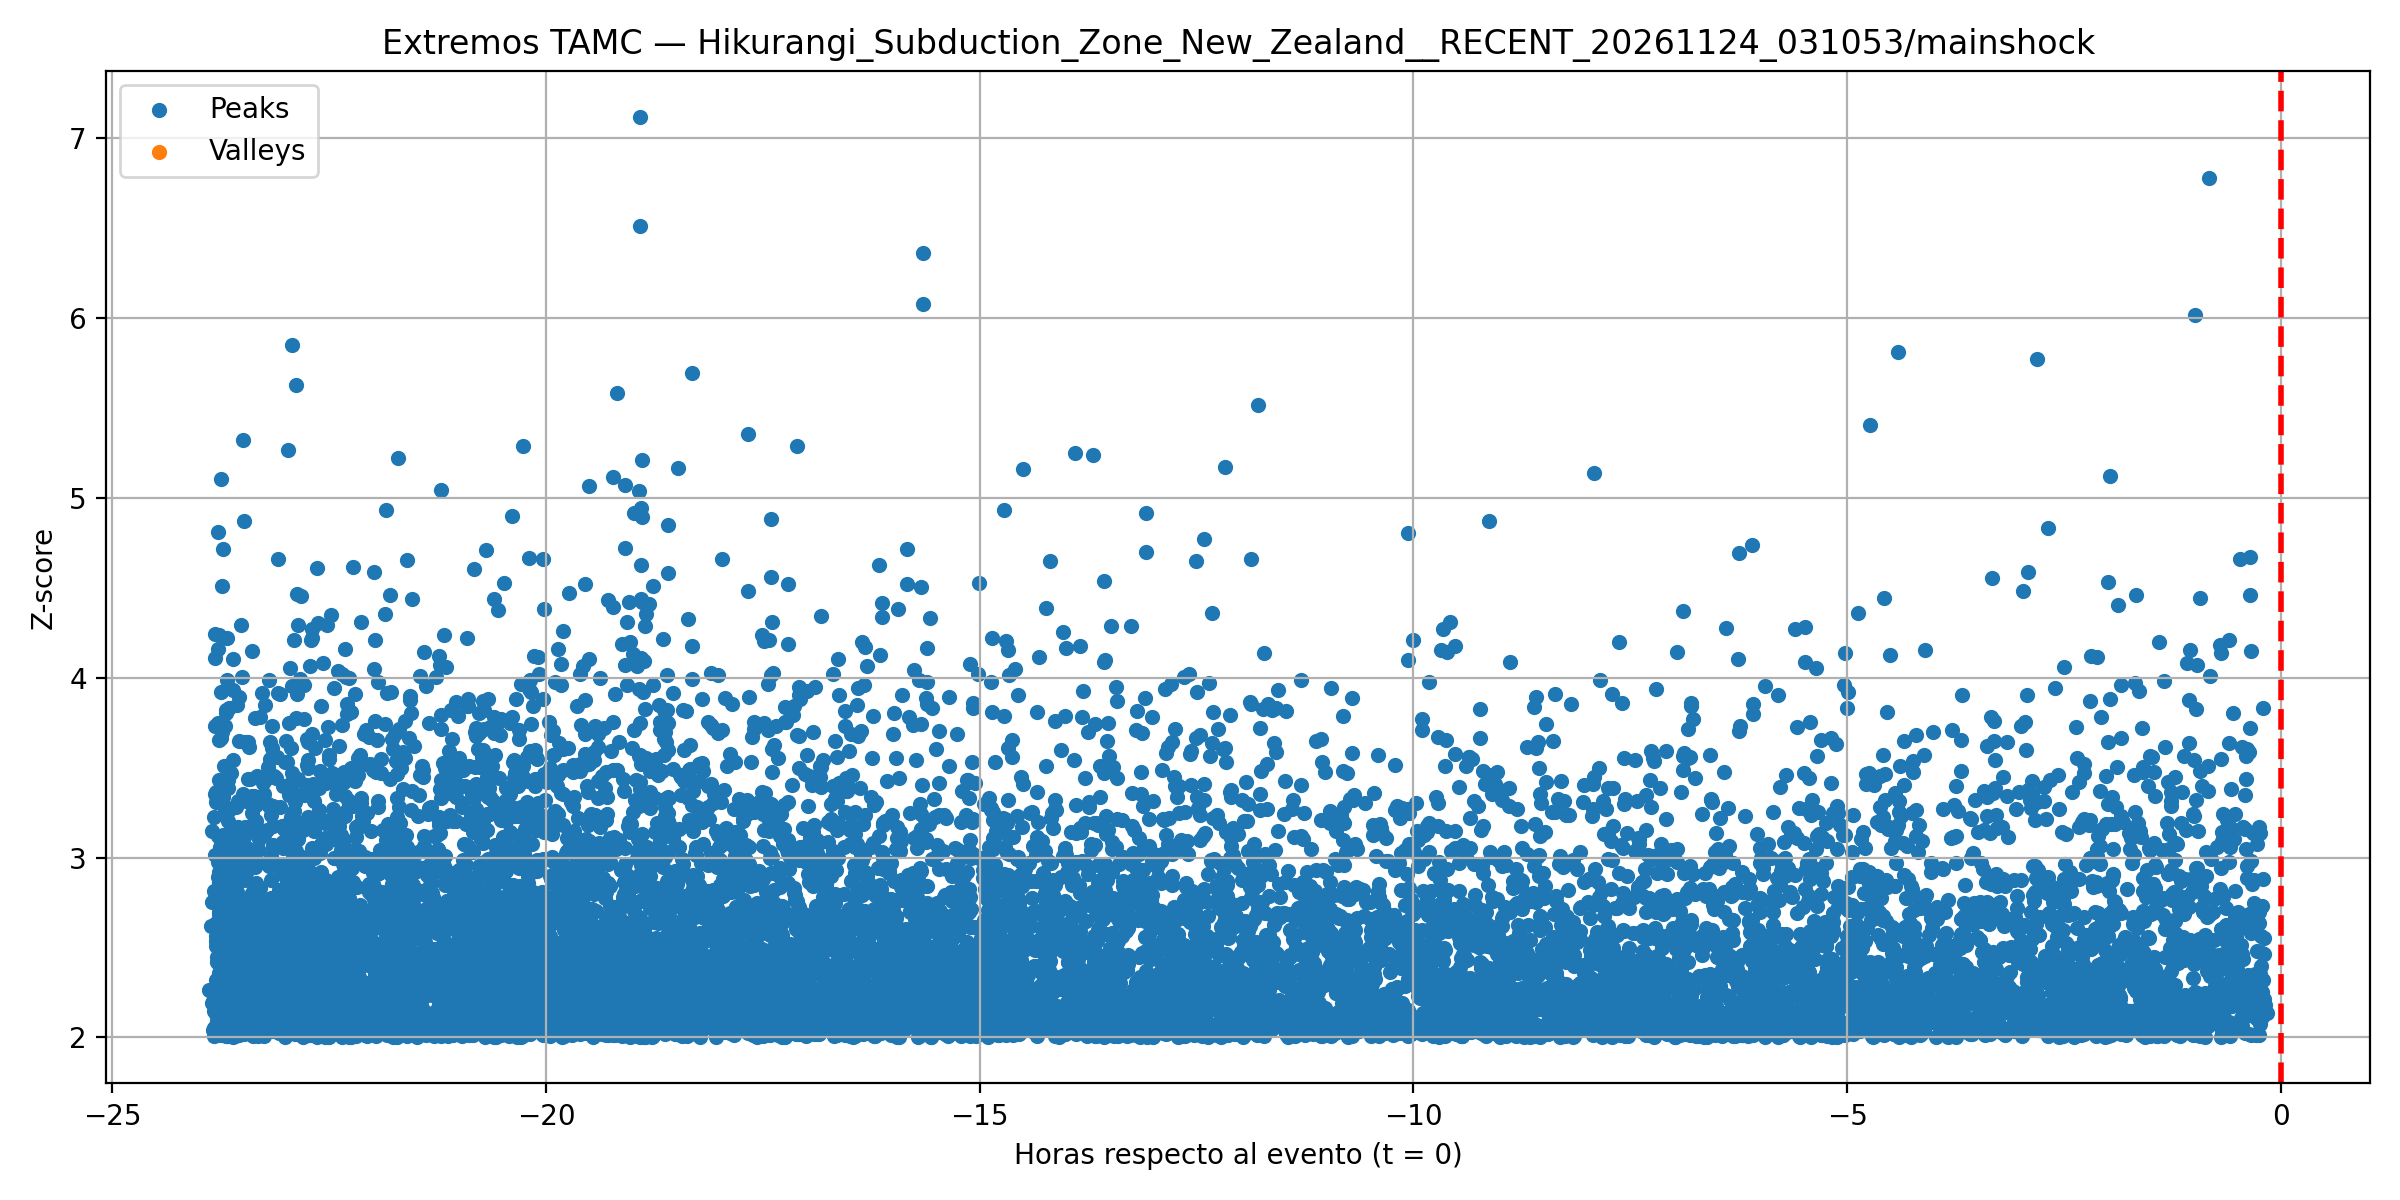 Extremos TAMC — Hikurangi_Subduction_Zone_New_Zealand__RECENT_20261124_031053/mainshock
Peaks
Valleys
Z-score
7
6
5
4
3
2
−25
−20
−15
−10
−5
0
Horas respecto al evento (t = 0)